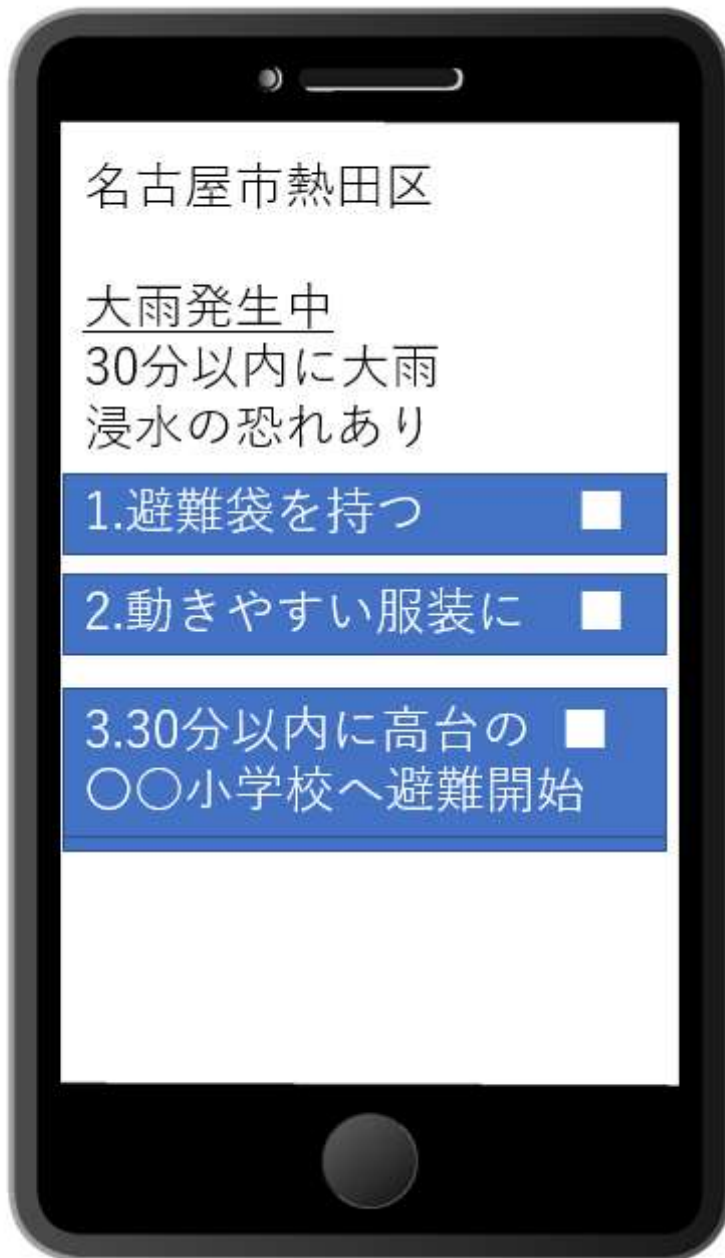 名古屋市熱田区
大雨発生中
30分以内に大雨
浸水の恐れあり
1.避難袋を持つ
2.動きやすい服装に
3.30分以内に高台の
〇〇小学校へ避難開始